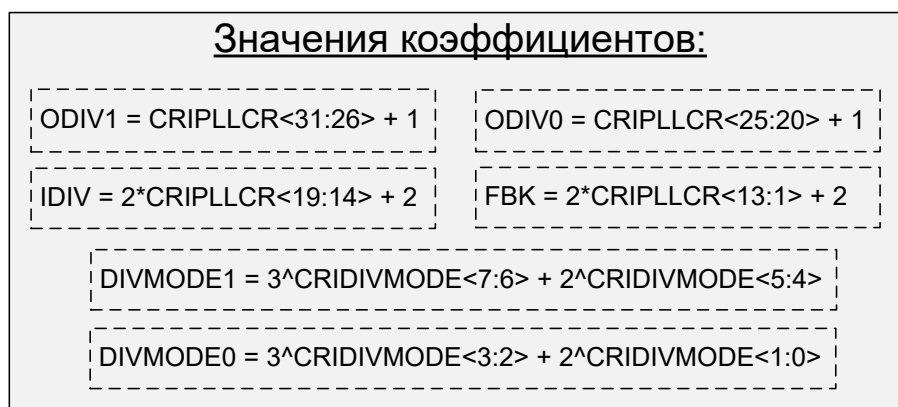 Значения коэффициентов:
ODIV1 = CRIPLLCR<31:26> + 1
ODIV0 = CRIPLLCR<25:20> + 1
IDIV = 2*CRIPLLCR<19:14> + 2
FBK = 2*CRIPLLCR<13:1> + 2
DIVMODE1 = 3^CRIDIVMODE<7:6> + 2^CRIDIVMODE<5:4>
DIVMODE0 = 3^CRIDIVMODE<3:2> + 2^CRIDIVMODE<1:0>